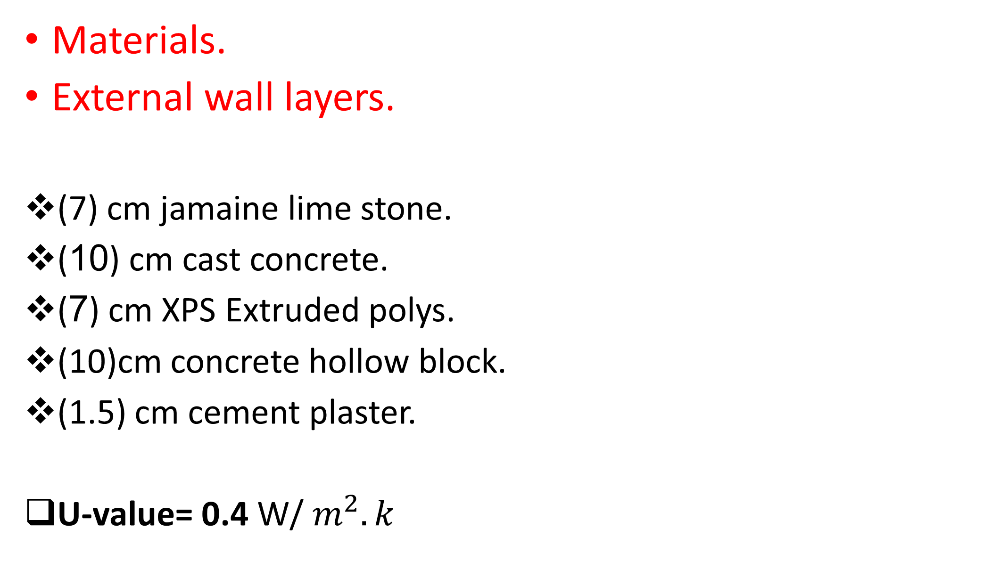 • Materials.
• External wall layers.
❖(7) cm jamaine lime stone.
❖(10) cm cast concrete.
❖(7) cm XPS Extruded polys.
❖(10)cm concrete hollow block.
❖(1.5) cm cement plaster.
❑U-value= 0.4 W/ m².k